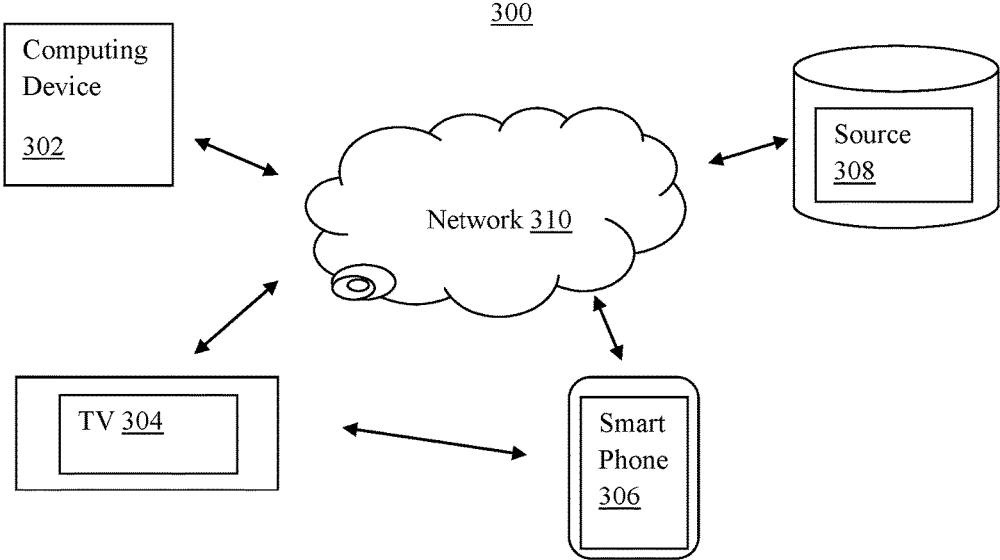 300
Computing
Device
302
Source
308
Network 310
TV 304
Smart
Phone
306